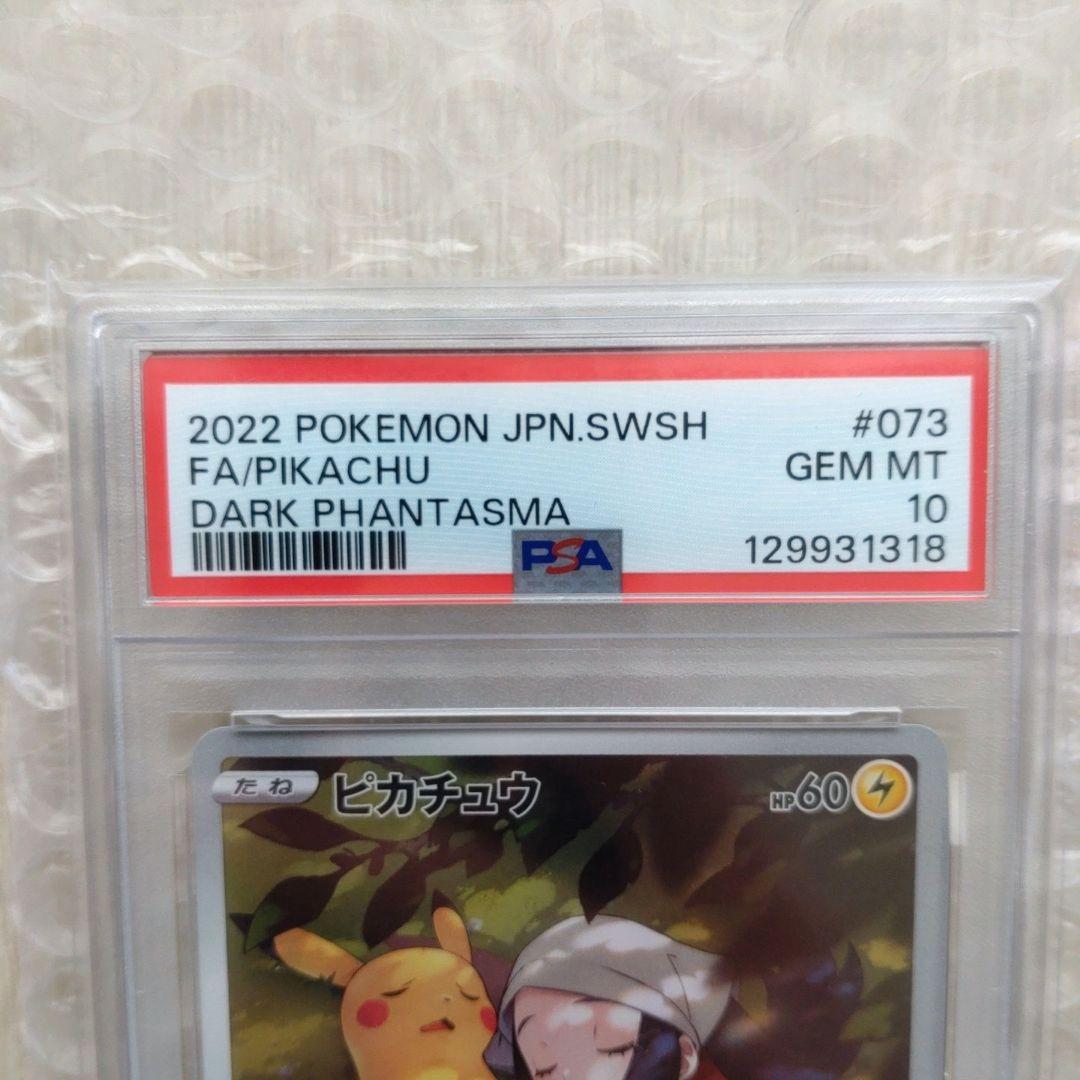 2022 POKEMON JPN.SWSH #073
FA/PIKACHU GEM MT
DARK PHANTASMA 10
PSA 129931318
たね ピカチュウ HP60